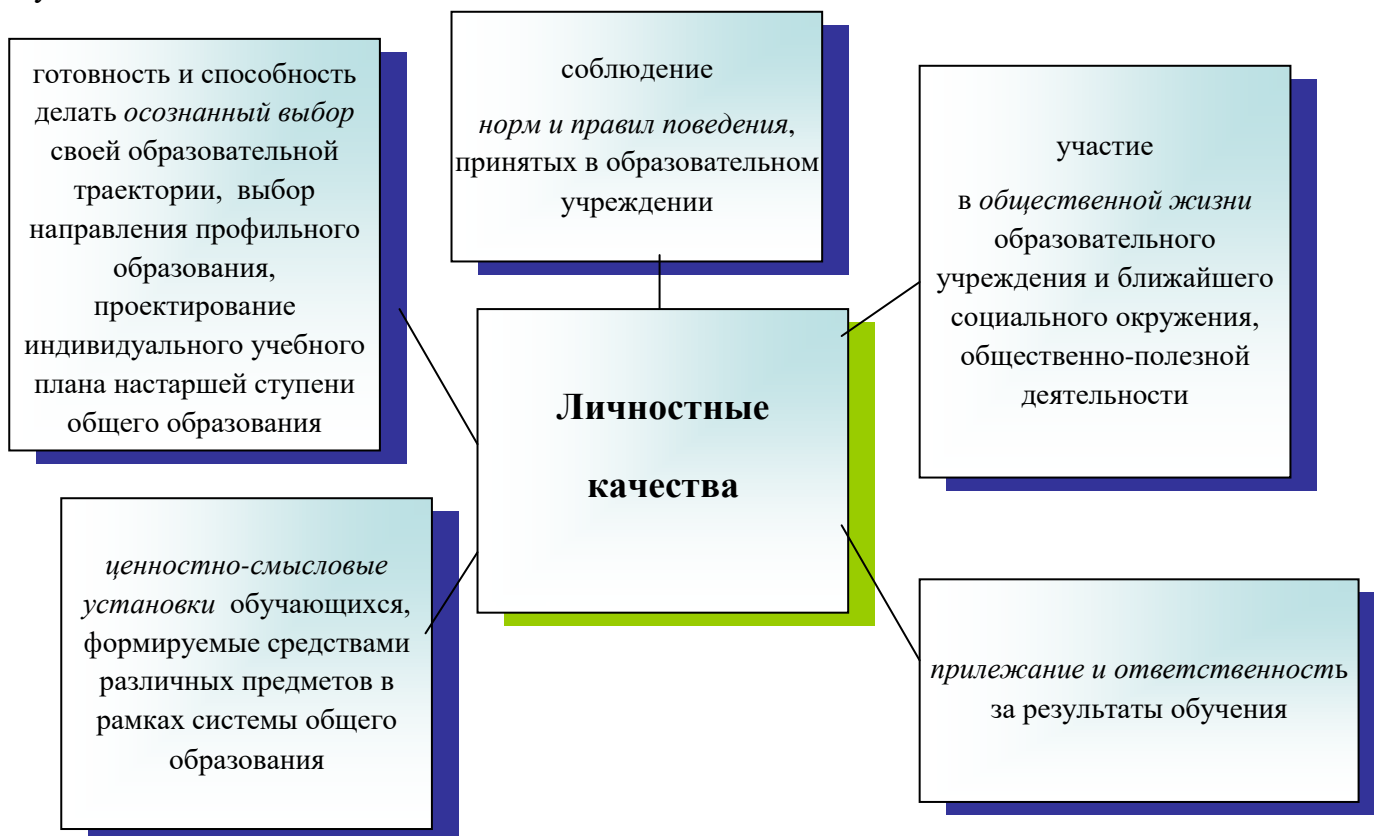 готовность и способность
делать осознанный выбор
своей образовательной
траектории, выбор
направления профильного
образования,
проектирование
индивидуального учебного
плана настаршей ступени
общего образования
соблюдение
норм и правил поведения,
принятых в образовательном
учреждении
участие
в общественной жизни
образовательного
учреждения и ближайшего
социального окружения,
общественно-полезной
деятельности
Личностные
качества
ценностно-смысловые
установки обучающихся,
формируемые средствами
различных предметов в
рамках системы общего
образования
прилежание и ответственность
за результаты обучения